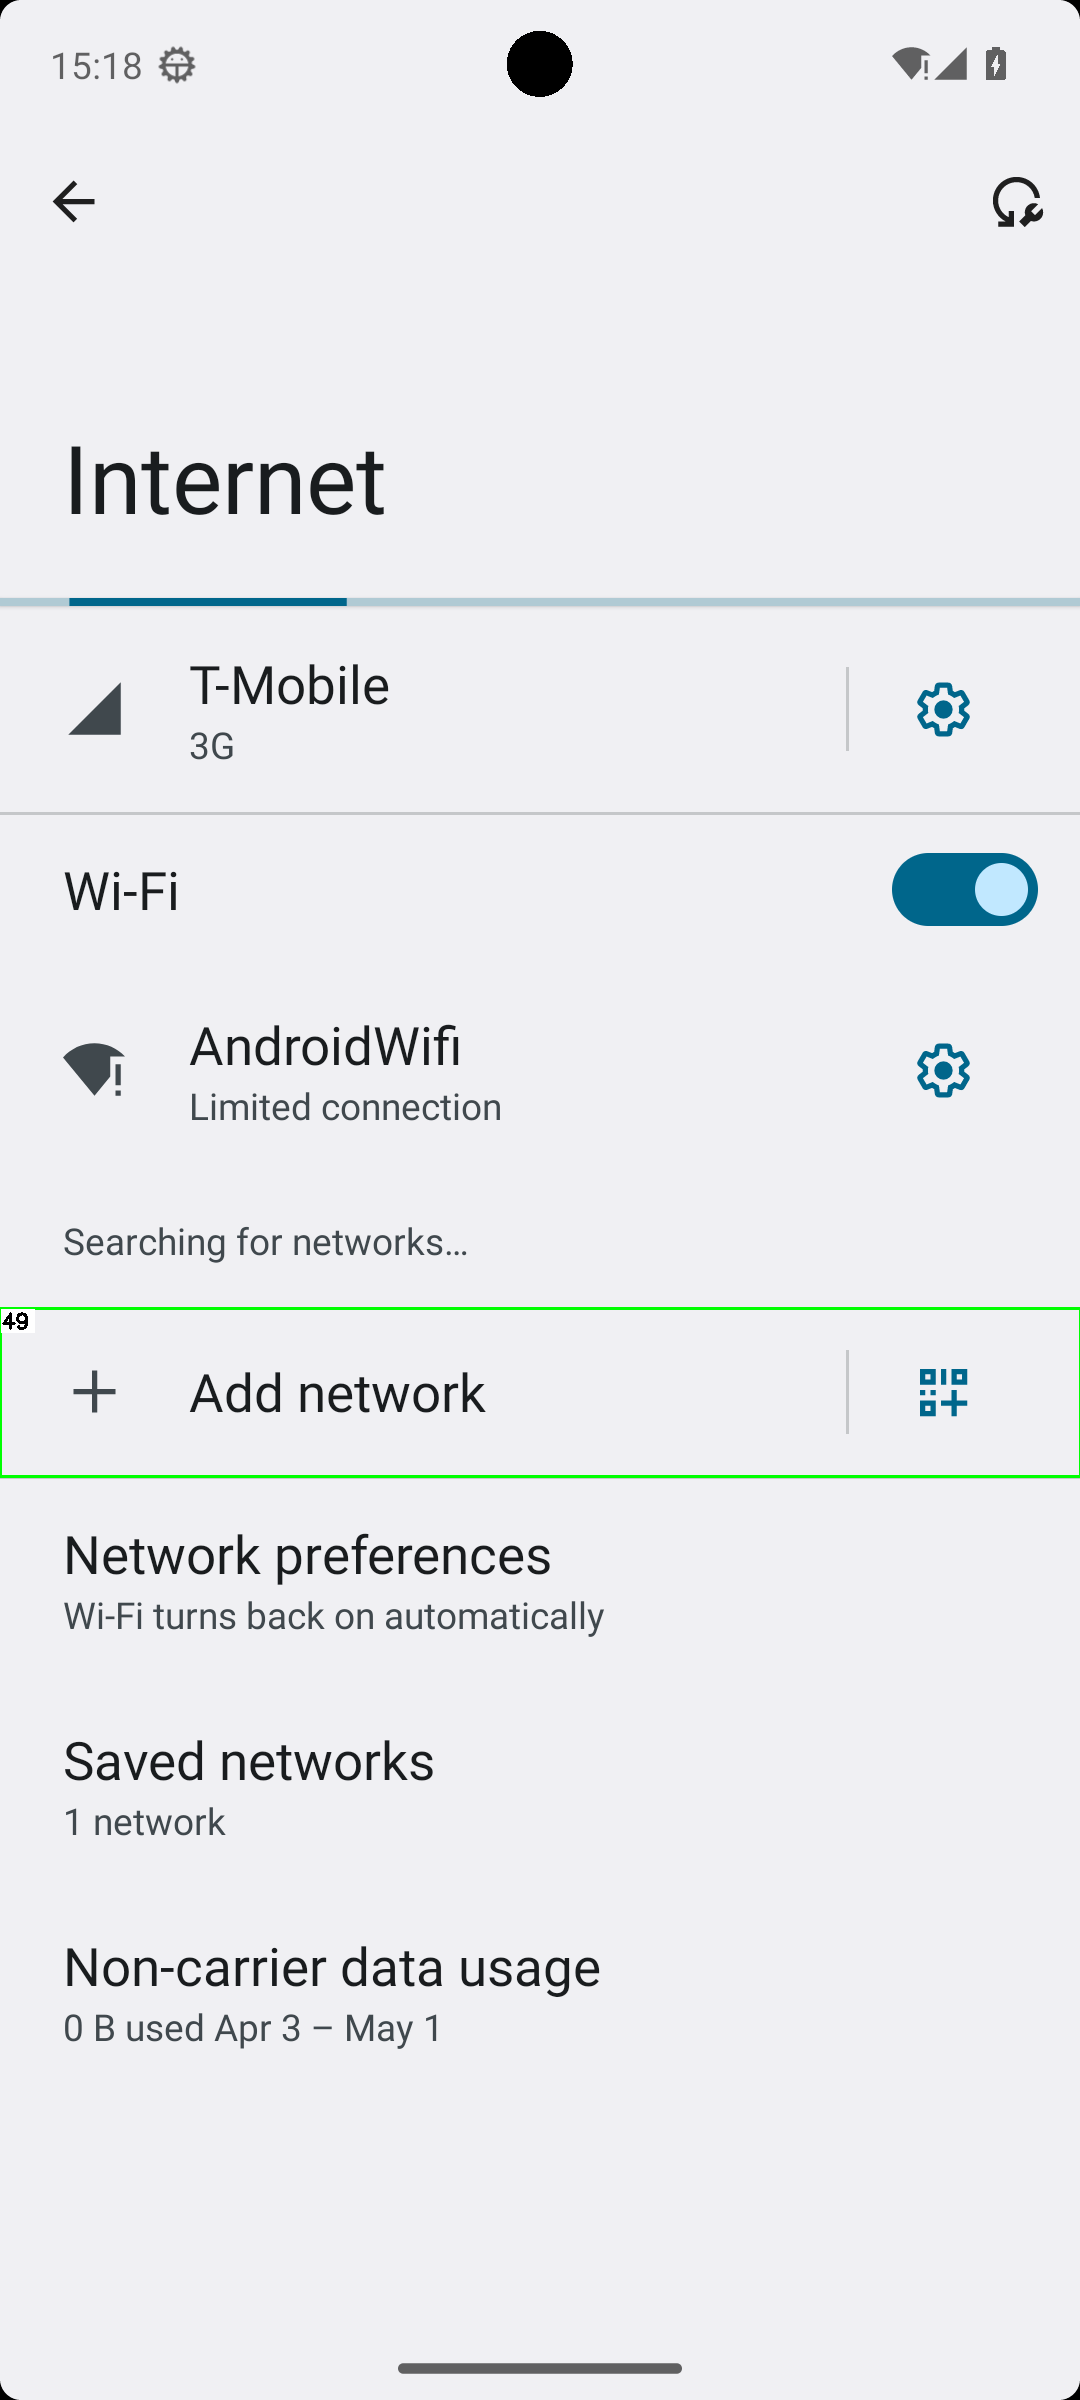 15:18
Internet
T-Mobile
3G
Wi-Fi
AndroidWifi
Limited connection
Searching for networks…
49
Add network
Network preferences
Wi-Fi turns back on automatically
Saved networks
1 network
Non-carrier data usage
0 B used Apr 3 – May 1